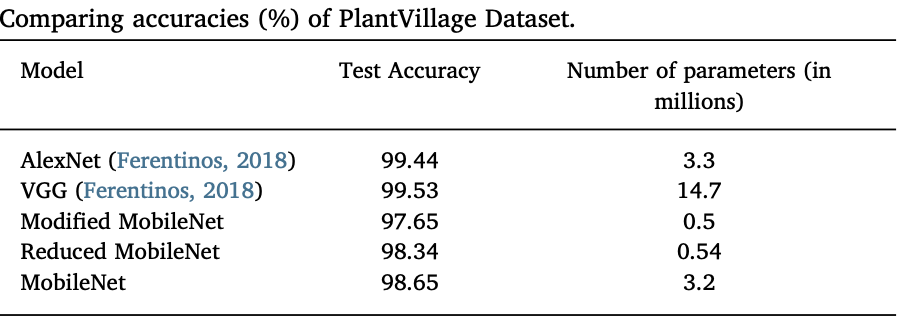 Comparing accuracies (%) of PlantVillage Dataset.
Model Test Accuracy Number of parameters (in
millions)
AlexNet (Ferentinos, 2018) 99.44 3.3
VGG (Ferentinos, 2018) 99.53 14.7
Modified MobileNet 97.65 0.5
Reduced MobileNet 98.34 0.54
MobileNet 98.65 3.2